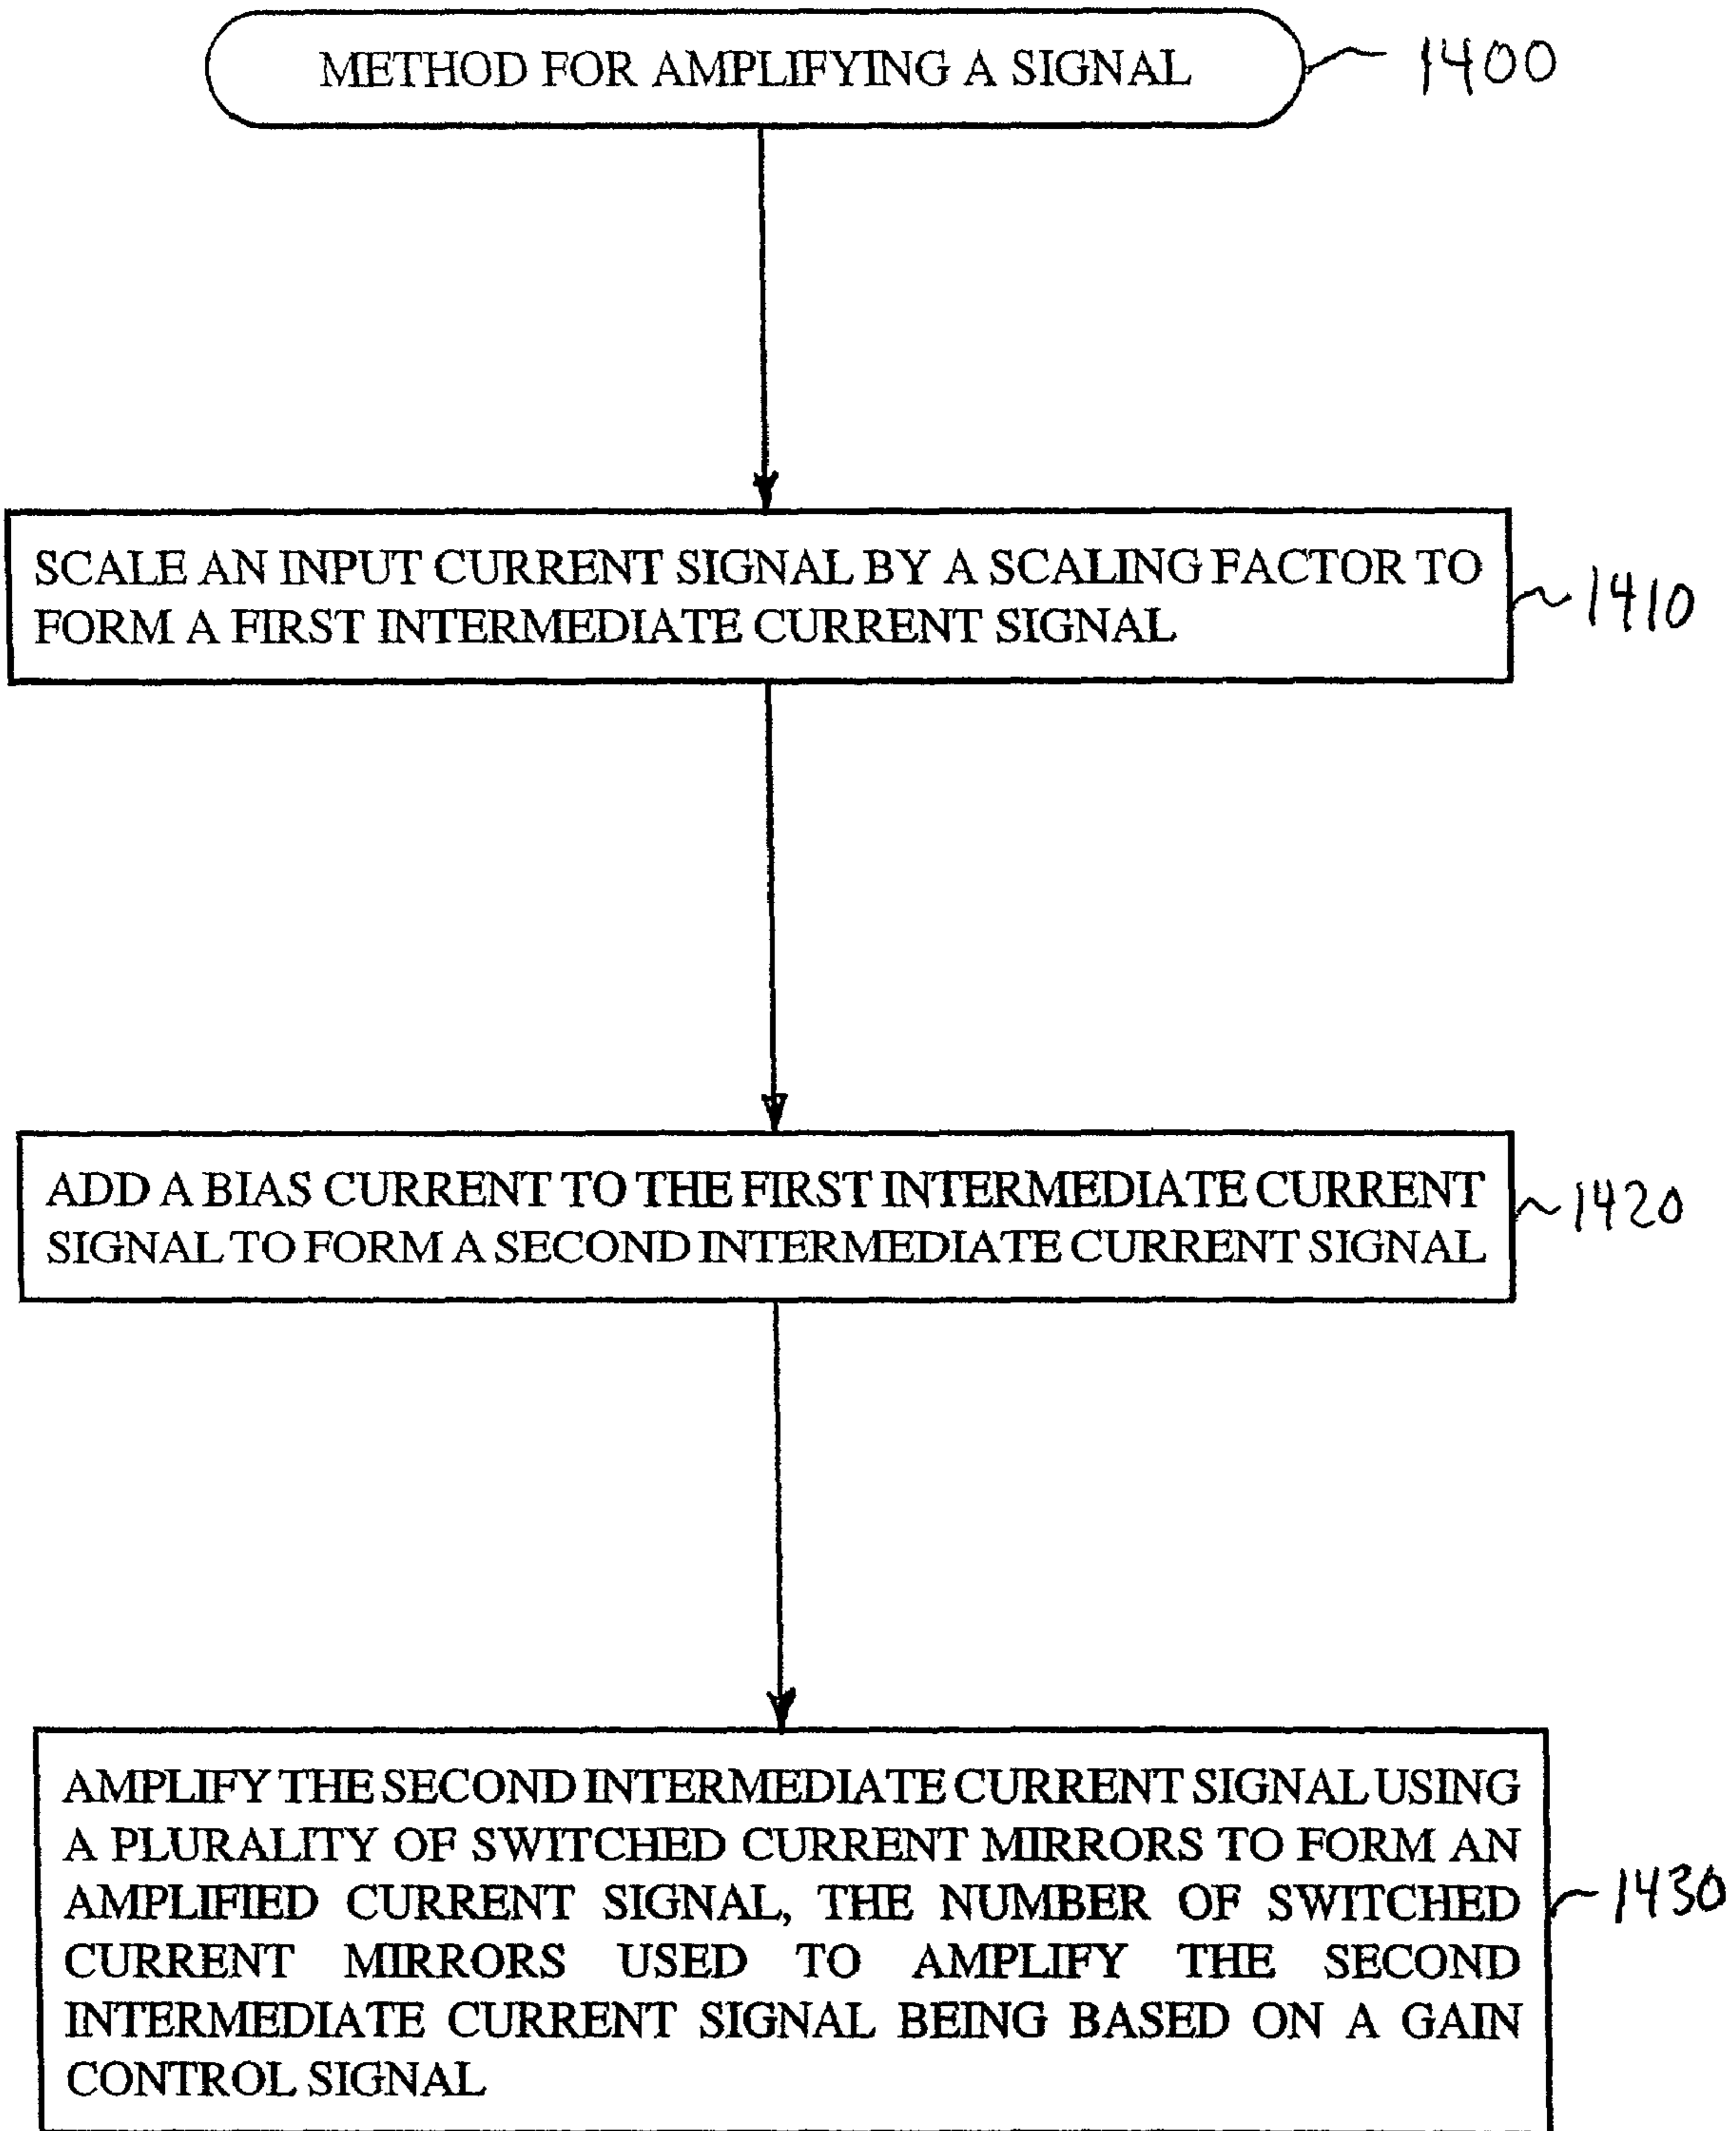 METHOD FOR AMPLIFYING A SIGNAL
1400
SCALE AN INPUT CURRENT SIGNAL BY A SCALING FACTOR TO
FORM A FIRST INTERMEDIATE CURRENT SIGNAL
1410
ADD A BIAS CURRENT TO THE FIRST INTERMEDIATE CURRENT
SIGNAL TO FORM A SECOND INTERMEDIATE CURRENT SIGNAL
1420
AMPLIFY THE SECOND INTERMEDIATE CURRENT SIGNAL USING
A PLURALITY OF SWITCHED CURRENT MIRRORS TO FORM AN
AMPLIFIED CURRENT SIGNAL, THE NUMBER OF SWITCHED
CURRENT MIRRORS USED TO AMPLIFY THE SECOND
INTERMEDIATE CURRENT SIGNAL BEING BASED ON A GAIN
CONTROL SIGNAL
1430